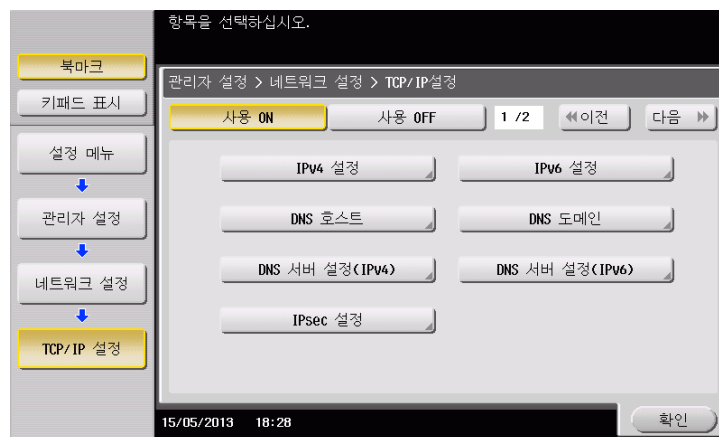 항목을 선택하십시오.
북마크
키패드 표시
설정 메뉴
관리자 설정
네트워크 설정
TCP/IP 설정
관리자 설정 > 네트워크 설정 > TCP/IP설정
사용 ON 사용 OFF 1 /2 이전 다음
IPv4 설정 IPv6 설정
DNS 호스트 DNS 도메인
DNS 서버 설정(IPv4) DNS 서버 설정(IPv6)
IPsec 설정
15/05/2013 18:28
확인